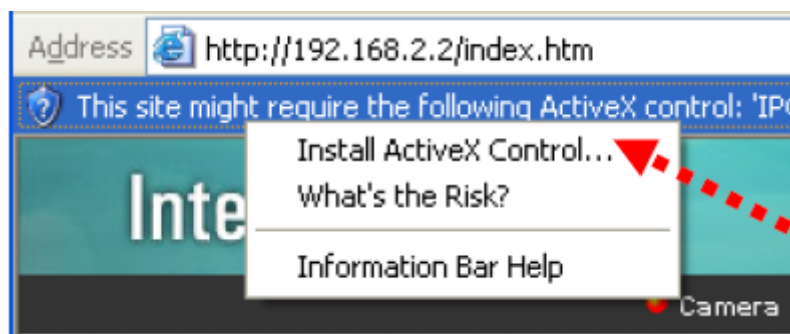 Address http://192.168.2.2/index.htm
This site might require the following ActiveX control: 'IPC
Install ActiveX Control...
What's the Risk?
Inte
Information Bar Help
Camera